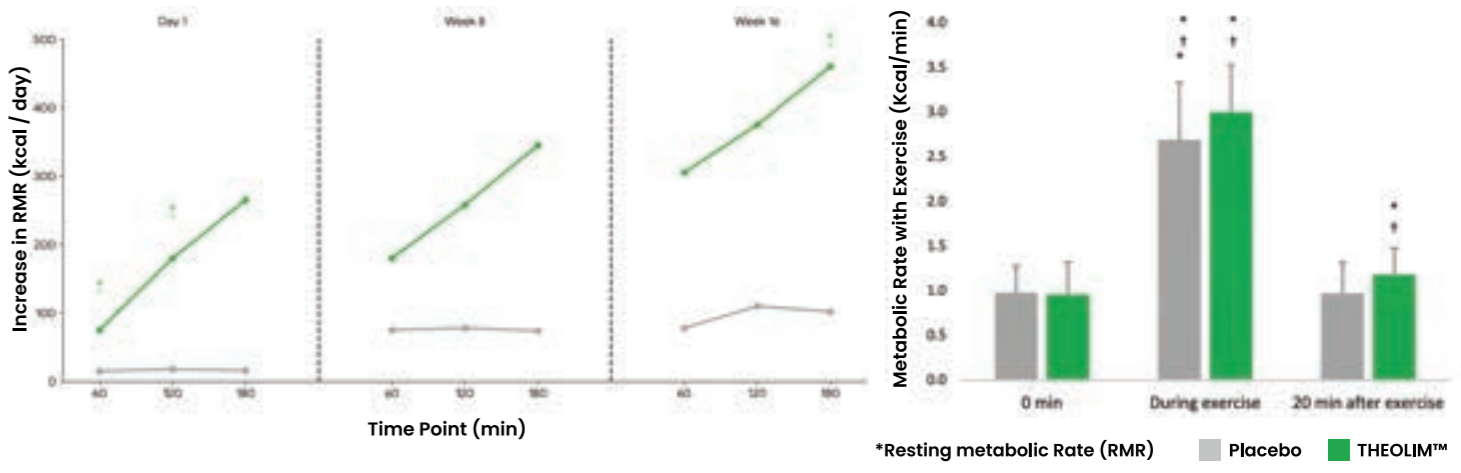 Day 1
Week 8
Week 16
Increase in RMR (kcal / day)
500
400
300
200
100
0
60 120 180
60 120 180
60 120 180
Time Point (min)
Metabolic Rate with Exercise (Kcal/min)
4.0
3.5
3.0
2.5
2.0
1.5
1.0
0.5
0.0
* † *
* †
* †
0 min
During exercise
20 min after exercise
*Resting metabolic Rate (RMR)
Placebo
THEOLIM™